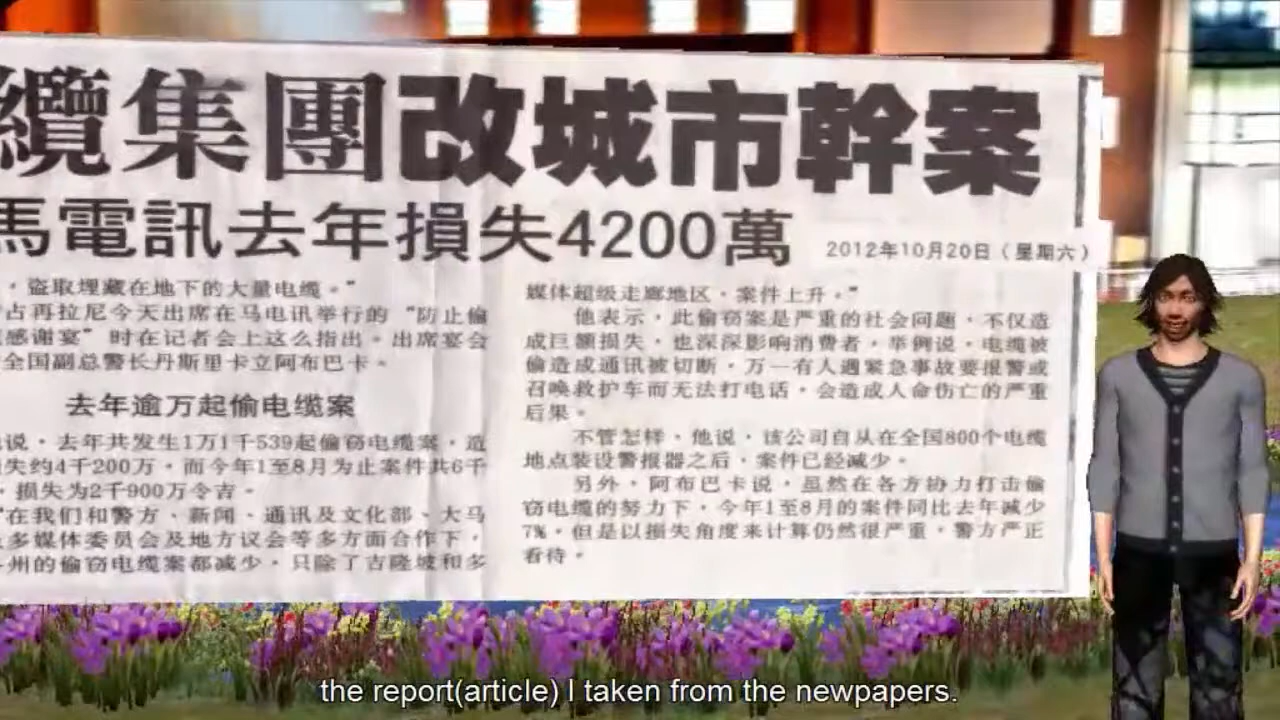 纜集團改城市幹案
馬電訊去年損失4200萬
2012年10月20日（星期六）
，盗取埋藏在地下的大量电缆。”
占再拉尼今天出席在马电讯举行的“防止偷
感谢宴”时在记者会上这么指出。出席宴会
全国副总警长丹斯里卡立阿布巴卡。
去年逾万起偷电缆案
说，去年共发生1万1千539起偷窃电缆案，造
失约4千200万，而今年1至8月为止案件共6千
，损失为2千900万令吉。
“在我们和警方、新闻、通讯及文化部、大马
多媒体委员会及地方议会等多方面合作下，
州的偷窃电缆案都减少，只除了吉隆坡和多
媒体超级走廊地区，案件上升。”
他表示，此偷窃案是严重的社会问题，不仅造
成巨额损失，也深深影响消费者，举例说，电缆被
偷造成通讯被切断，万一有人遇紧急事故要报警或
召唤救护车而无法打电话，会造成人命伤亡的严重
后果。
不管怎样，他说，该公司自从在全国800个电缆
地点装设警报器之后，案件已经减少。
另外，阿布巴卡说，虽然在各方协力打击偷
窃电缆的努力下，今年1至8月的案件同比去年减少
7%，但是以损失角度来计算仍然很严重，警方严正
看待。
the report(article) I taken from the newpapers.